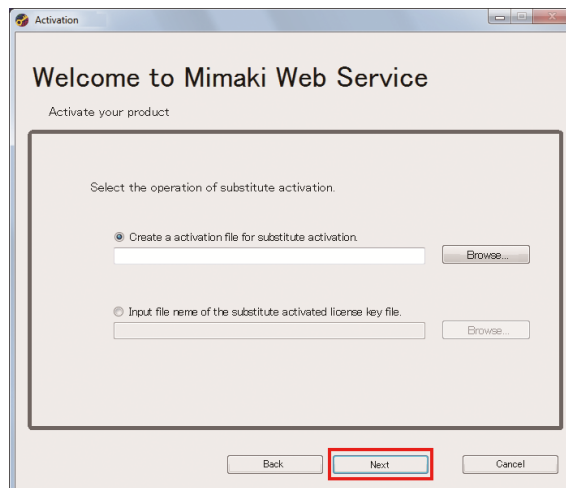 Activation
Welcome to Mimaki Web Service
Activate your product
Select the operation of substitute activation.
Create a activation file for substitute activation.
Browse...
Input file neme of the substitute activated license key file.
Browse...
Back Next Cancel